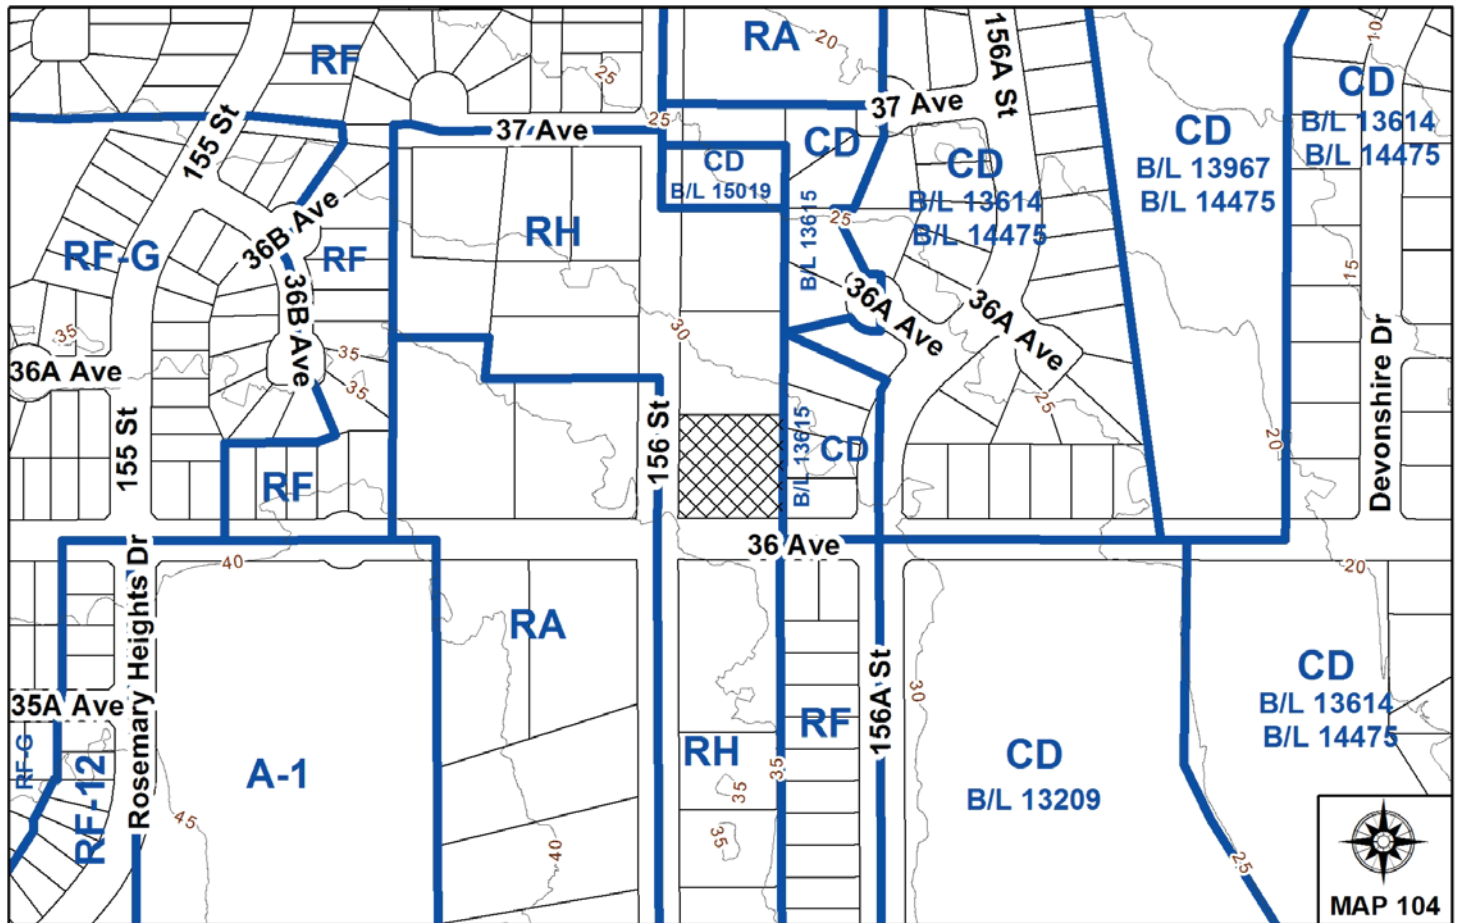 RF
RA
20
156A St
10
25
CD
B/L 13614
B/L 14475
37 Ave
25
37 Ave
155 St
CD
CD
B/L 13967
B/L 14475
CD
B/L 15019
CD
B/L 13614
B/L 14475
B/L 13615
25
36B Ave
RF
RF-G
RH
15
36B Ave
36A Ave
36A Ave
35
30
35
35
36A Ave
Devonshire Dr
25
155 St
156 St
B/L 13615
CD
20
RF
36 Ave
40
20
Rosemary Heights Dr
RA
156A St
30
CD
B/L 13614
B/L 14475
35A Ave
RF-G
RF-12
A-1
RH
35
35
35
RF
CD
B/L 13209
45
40
25
MAP 104